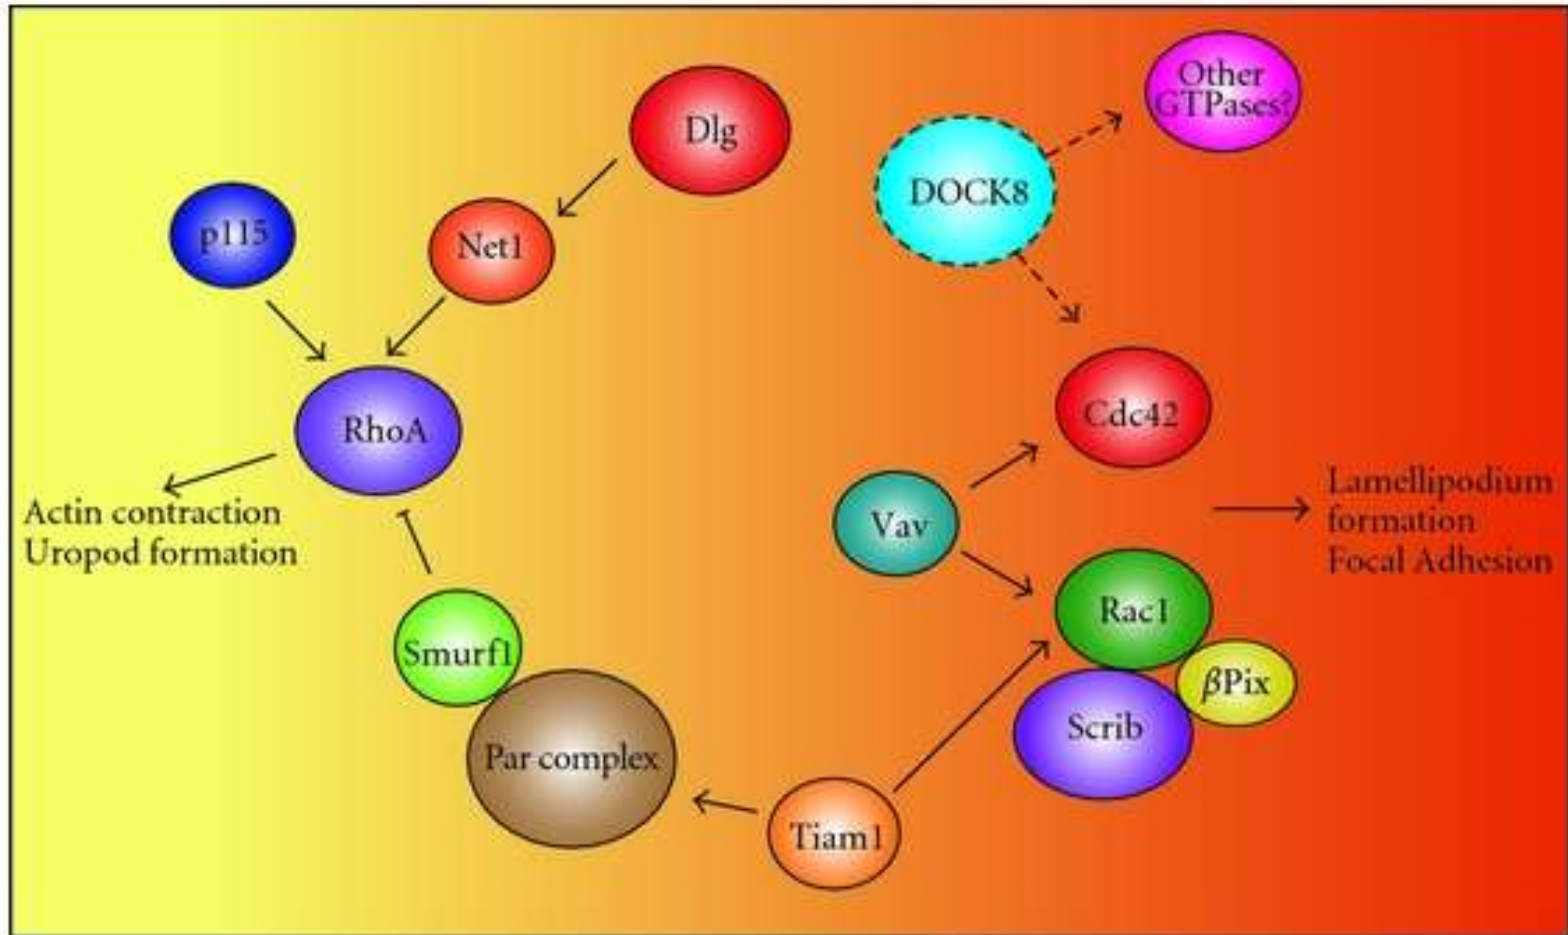 Other
GTPases?
Dlg
DOCK8
p115
Net1
Cdc42
RhoA
Lamellipodium
formation
Focal Adhesion
Actin contraction
Uropod formation
Vav
Rac1
Smurf1
βPix
Scrib
Par complex
Tiam1